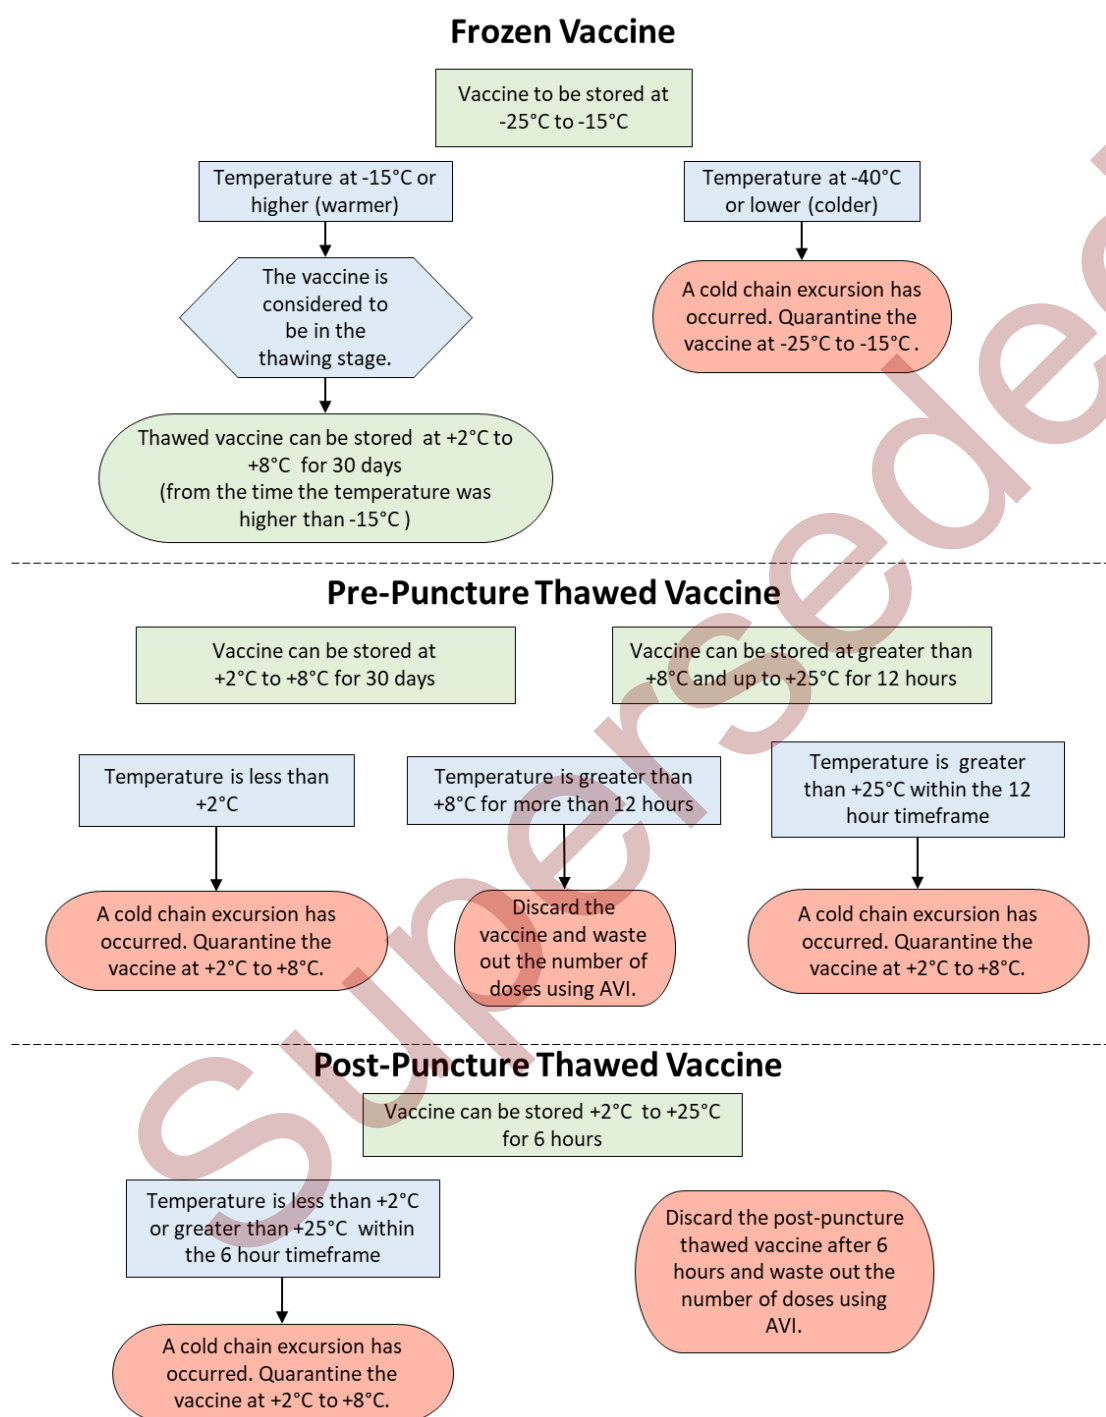 Frozen Vaccine
Vaccine to be stored at
-25°C to -15°C
Temperature at -15°C or
higher (warmer)
Temperature at -40°C
or lower (colder)
The vaccine is
considered to
be in the
thawing stage.
A cold chain excursion has
occurred. Quarantine the
vaccine at -25°C to -15°C .
Thawed vaccine can be stored at +2°C to
+8°C for 30 days
(from the time the temperature was
higher than -15°C )
Pre-Puncture Thawed Vaccine
Vaccine can be stored at
+2°C to +8°C for 30 days
Vaccine can be stored at greater than
+8°C and up to +25°C for 12 hours
Temperature is less than
+2°C
Temperature is greater than
+8°C for more than 12 hours
Temperature is greater
than +25°C within the 12
hour timeframe
A cold chain excursion has
occurred. Quarantine the
vaccine at +2°C to +8°C.
Discard the
vaccine and waste
out the number of
doses using AVI.
A cold chain excursion has
occurred. Quarantine the
vaccine at +2°C to +8°C.
Post-Puncture Thawed Vaccine
Vaccine can be stored +2°C to +25°C
for 6 hours
Temperature is less than +2°C
or greater than +25°C within
the 6 hour timeframe
Discard the post-puncture
thawed vaccine after 6
hours and waste out the
number of doses using
AVI.
A cold chain excursion has
occurred. Quarantine the
vaccine at +2°C to +8°C.
Superseded